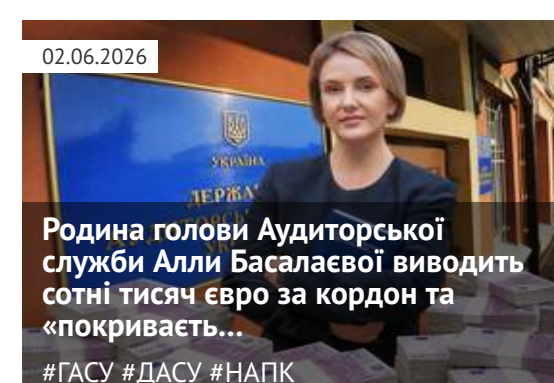 02.06.2026
УКРАЇНА
Родина голови Аудиторської
служби Алли Басалаєвої виводить
сотні тисяч євро за кордон та
«покриваєть...
#ГАСУ #ДАСУ #НАПК